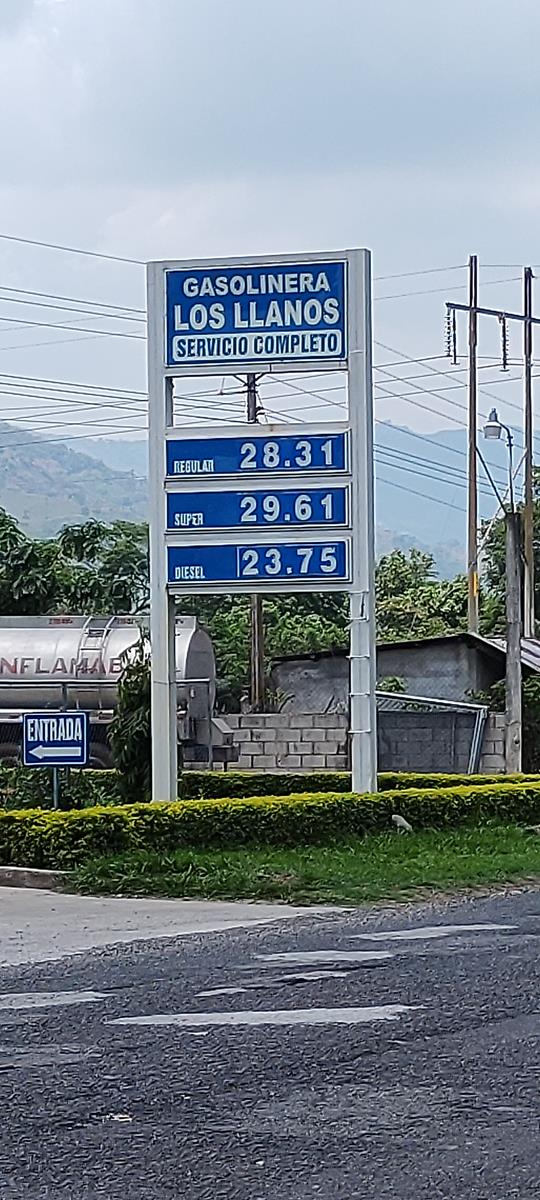 GASOLINERA
LOS LLANOS
SERVICIO COMPLETO
REGULAR 28.31
SUPER 29.61
DIESEL 23.75
NFLAMAB
ENTRADA